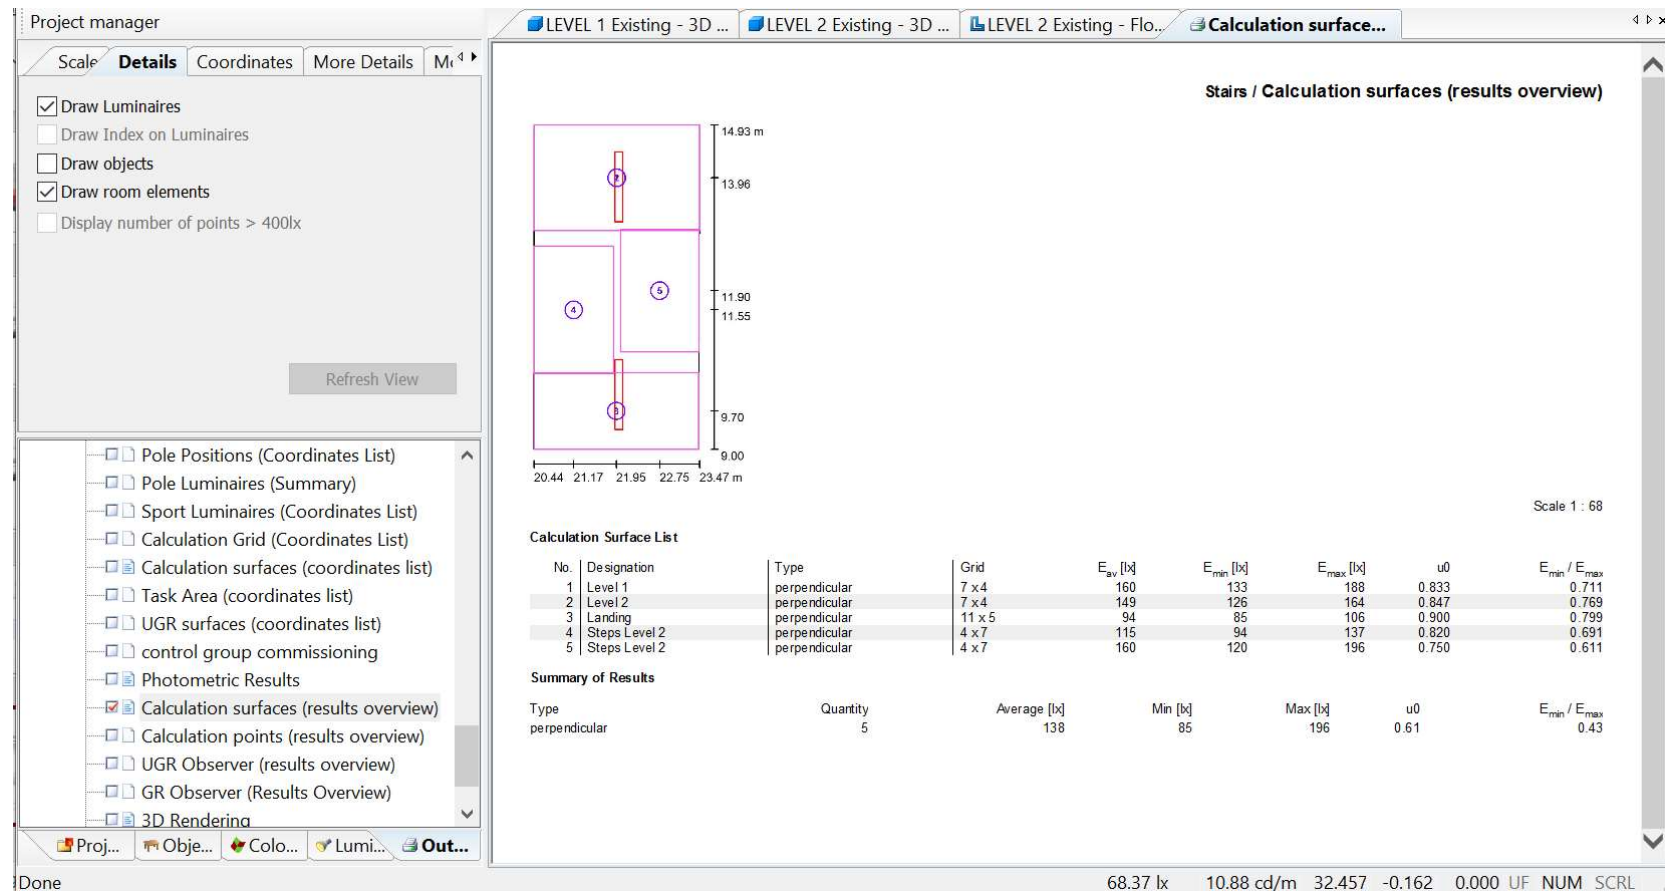 Project manager
Scale Details Coordinates More Details
Draw Luminaires
Draw Index on Luminaires
Draw objects
Draw room elements
Display number of points > 400lx
Refresh View
Pole Positions (Coordinates List)
Pole Luminaires (Summary)
Sport Luminaires (Coordinates List)
Calculation Grid (Coordinates List)
Calculation surfaces (coordinates list)
Task Area (coordinates list)
UGR surfaces (coordinates list)
control group commissioning
Photometric Results
Calculation surfaces (results overview)
Calculation points (results overview)
UGR Observer (results overview)
GR Observer (Results Overview)
3D Rendering
Proj... Obje... Colo... Lumi... Out...
LEVEL 1 Existing - 3D ... LEVEL 2 Existing - 3D ... LEVEL 2 Existing - Flo... Calculation surface...
Stairs / Calculation surfaces (results overview)
14.93 m
13.96
11.90
11.55
9.70
9.00
5
4
3
20.44 21.17 21.95 22.75 23.47 m
Scale 1 : 68
Calculation Surface List
No. Designation Type Grid Eav [lx] Emin [lx] Emax [lx] u0 Emin / Emax
1 Level 1 perpendicular 7 x 4 160 133 188 0.833 0.711
2 Level 2 perpendicular 7 x 4 149 126 164 0.847 0.769
3 Landing perpendicular 11 x 5 94 85 106 0.900 0.799
4 Steps Level 2 perpendicular 4 x 7 115 94 137 0.820 0.691
5 Steps Level 2 perpendicular 4 x 7 160 120 196 0.750 0.611
Summary of Results
Type Quantity Average [lx] Min [lx] Max [lx] u0 Emin / Emax
perpendicular 5 138 85 196 0.61 0.43
Done 68.37 lx 10.88 cd/m 32.457 -0.162 0.000 UF NUM SCRL